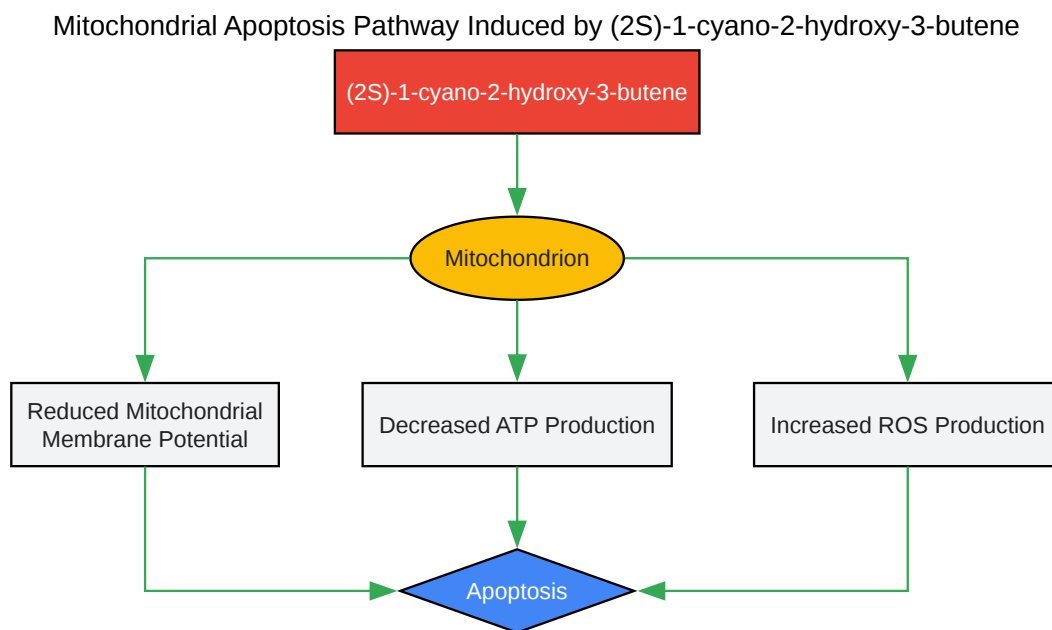 Mitochondrial Apoptosis Pathway Induced by (2S)-1-cyano-2-hydroxy-3-butene
(2S)-1-cyano-2-hydroxy-3-butene
Mitochondrion
Reduced Mitochondrial
Membrane Potential
Decreased ATP Production
Increased ROS Production
Apoptosis